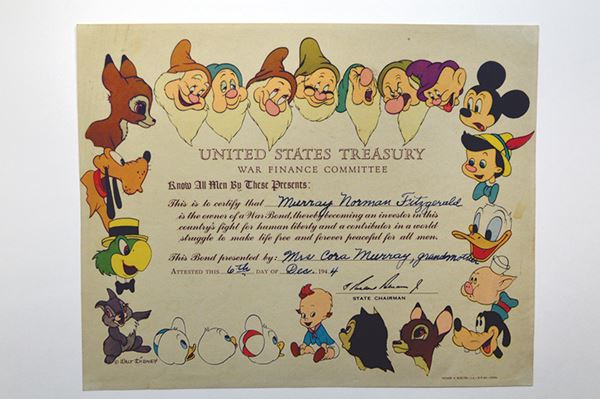 UNITED STATES TREASURY
WAR FINANCE COMMITTEE
Know All Men By These Presents:
This is to certify that Murray Norman Fitzgerald
is the owner of a War Bond, thereby becoming an investor in this
country's fight for human liberty and a contributor in a world
struggle to make life free and forever peaceful for all men.
This Bond presented by: Mrs Cora Murray, grandmother
ATTESTED THIS 6th DAY OF Dec. 1944
STATE CHAIRMAN
© WALT DISNEY